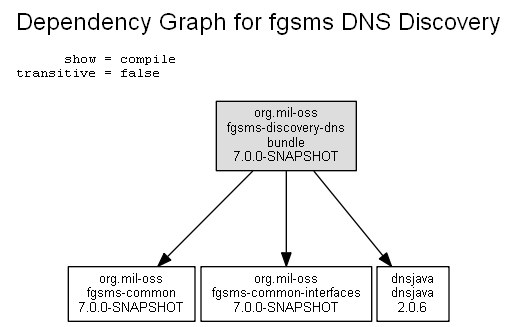 Dependency Graph for fgsms DNS Discovery
show = compile
transitive = false
org.mil-oss
fgsms-discovery-dns
bundle
7.0.0-SNAPSHOT
org.mil-oss
fgsms-common
7.0.0-SNAPSHOT
org.mil-oss
fgsms-common-interfaces
7.0.0-SNAPSHOT
dnsjava
dnsjava
2.0.6